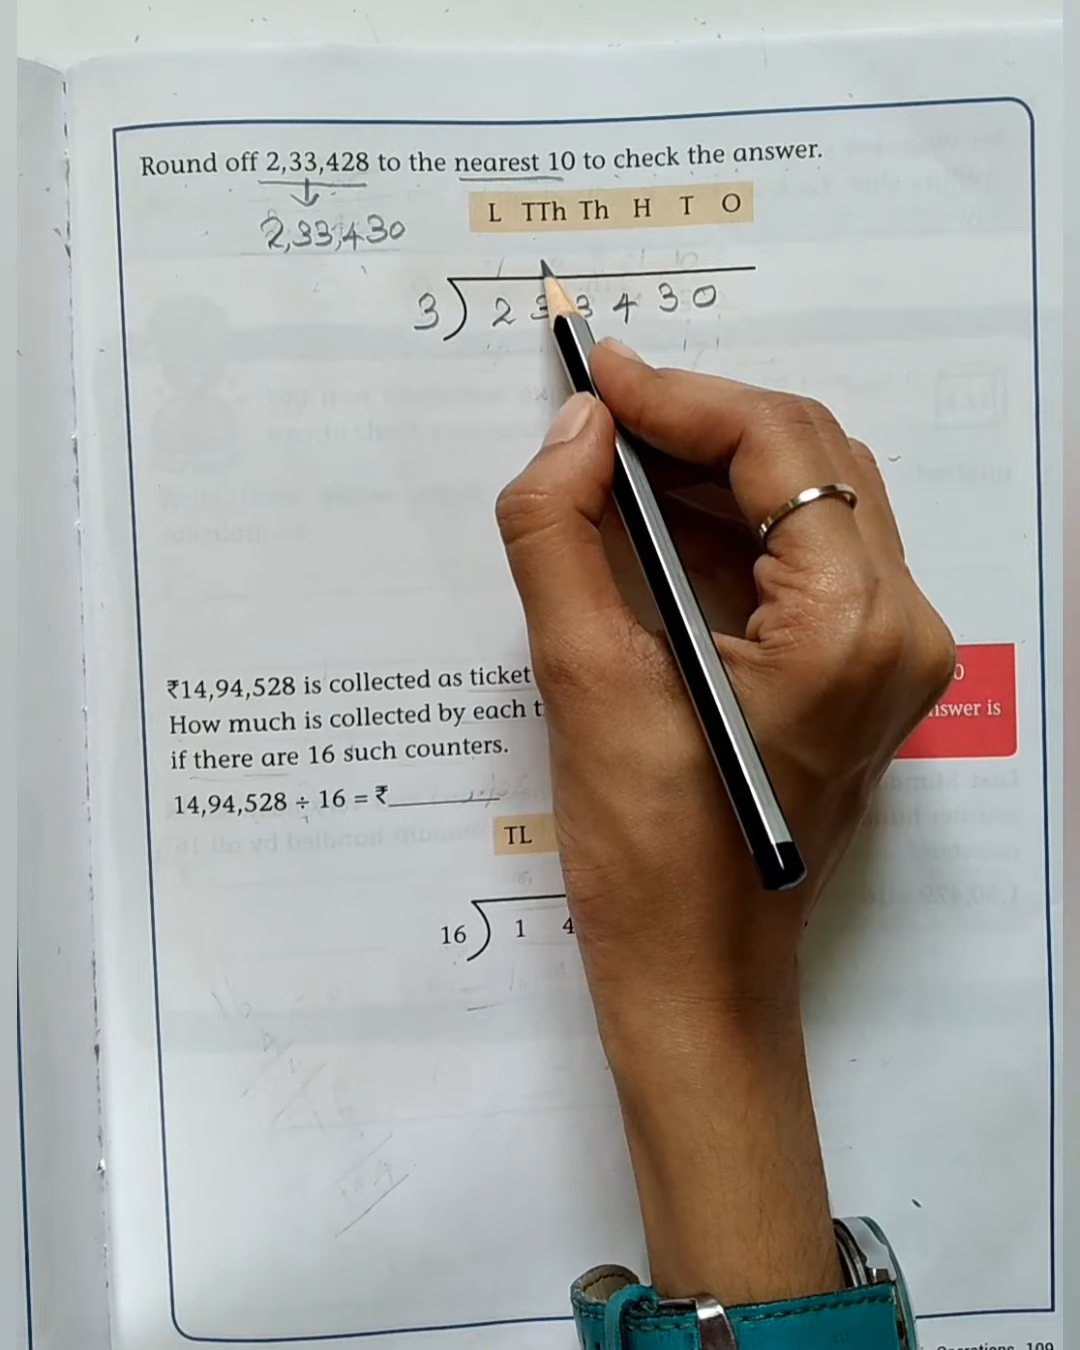 Round off 2,33,428 to the nearest 10 to check the answer.
2,33,430
L TTh Th H T O
3 2 3 3 4 3 0
₹14,94,528 is collected as ticket
How much is collected by each
if there are 16 such counters.
14,94,528 ÷ 16 = ₹
TL
16 1 4
answer is
109